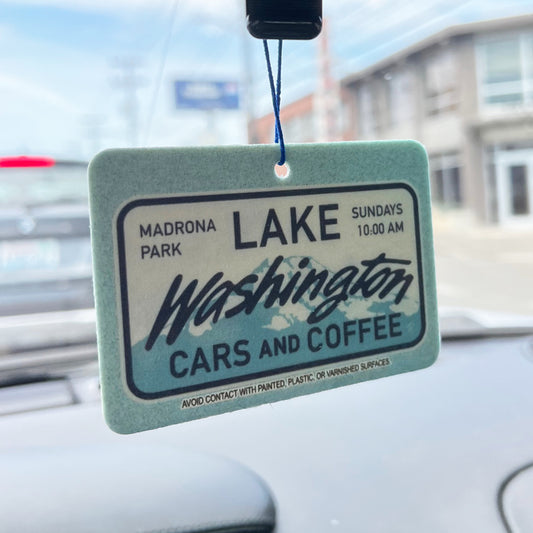 MADRONA
PARK
LAKE
SUNDAYS
10:00 AM
Washington
CARS AND COFFEE
AVOID CONTACT WITH PAINTED, PLASTIC, OR VARNISHED SURFACES